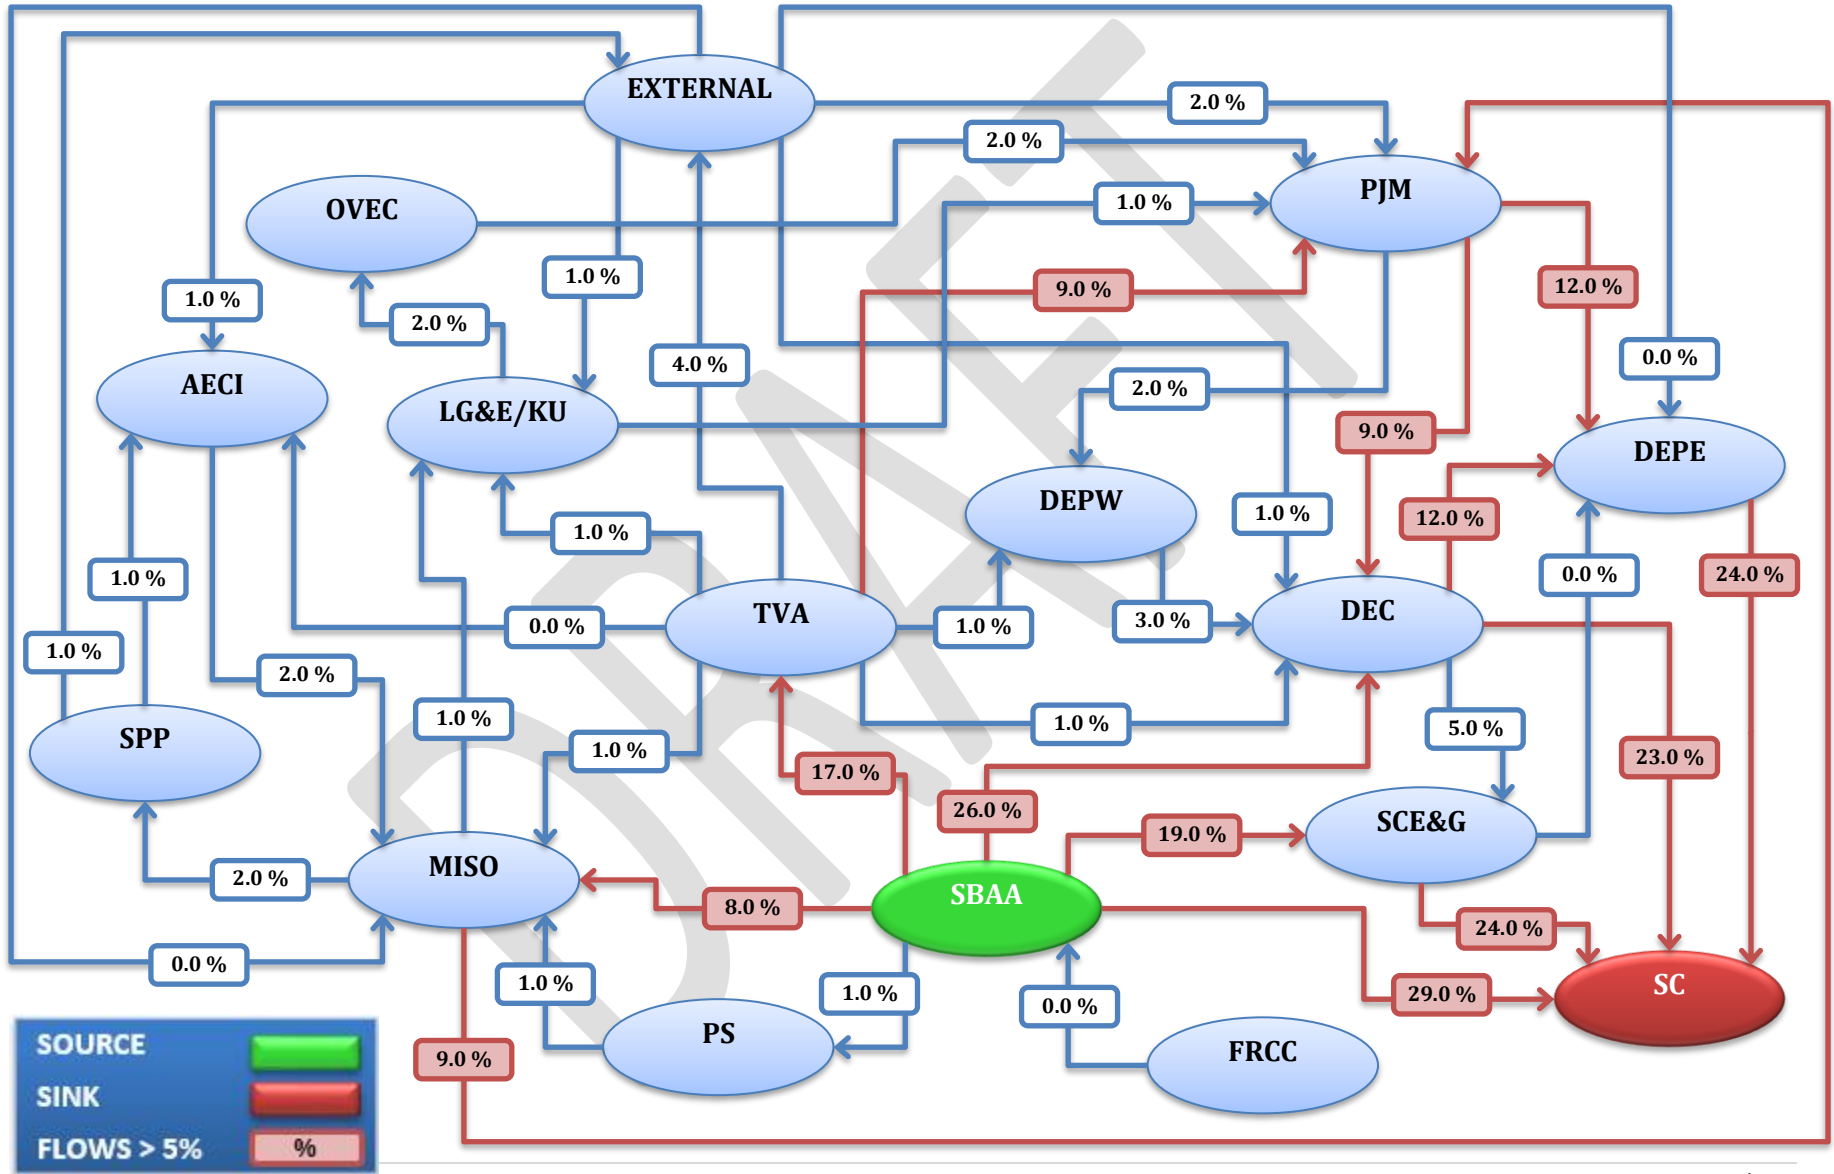 EXTERNAL
2.0 %
2.0 %
PJM
OVEC
1.0 %
1.0 %
9.0 %
12.0 %
1.0 %
2.0 %
4.0 %
0.0 %
AECI
2.0 %
LG&E/KU
9.0 %
DEPE
DEPW
1.0 %
12.0 %
1.0 %
1.0 %
0.0 %
24.0 %
TVA
DEC
0.0 %
1.0 %
3.0 %
1.0 %
2.0 %
1.0 %
1.0 %
5.0 %
SPP
1.0 %
23.0 %
17.0 %
26.0 %
SCE&G
19.0 %
MISO
2.0 %
SBAA
8.0 %
24.0 %
0.0 %
1.0 %
1.0 %
29.0 %
SC
0.0 %
PS
FRCC
9.0 %
SOURCE
SINK
FLOWS > 5%
%
DRAFT